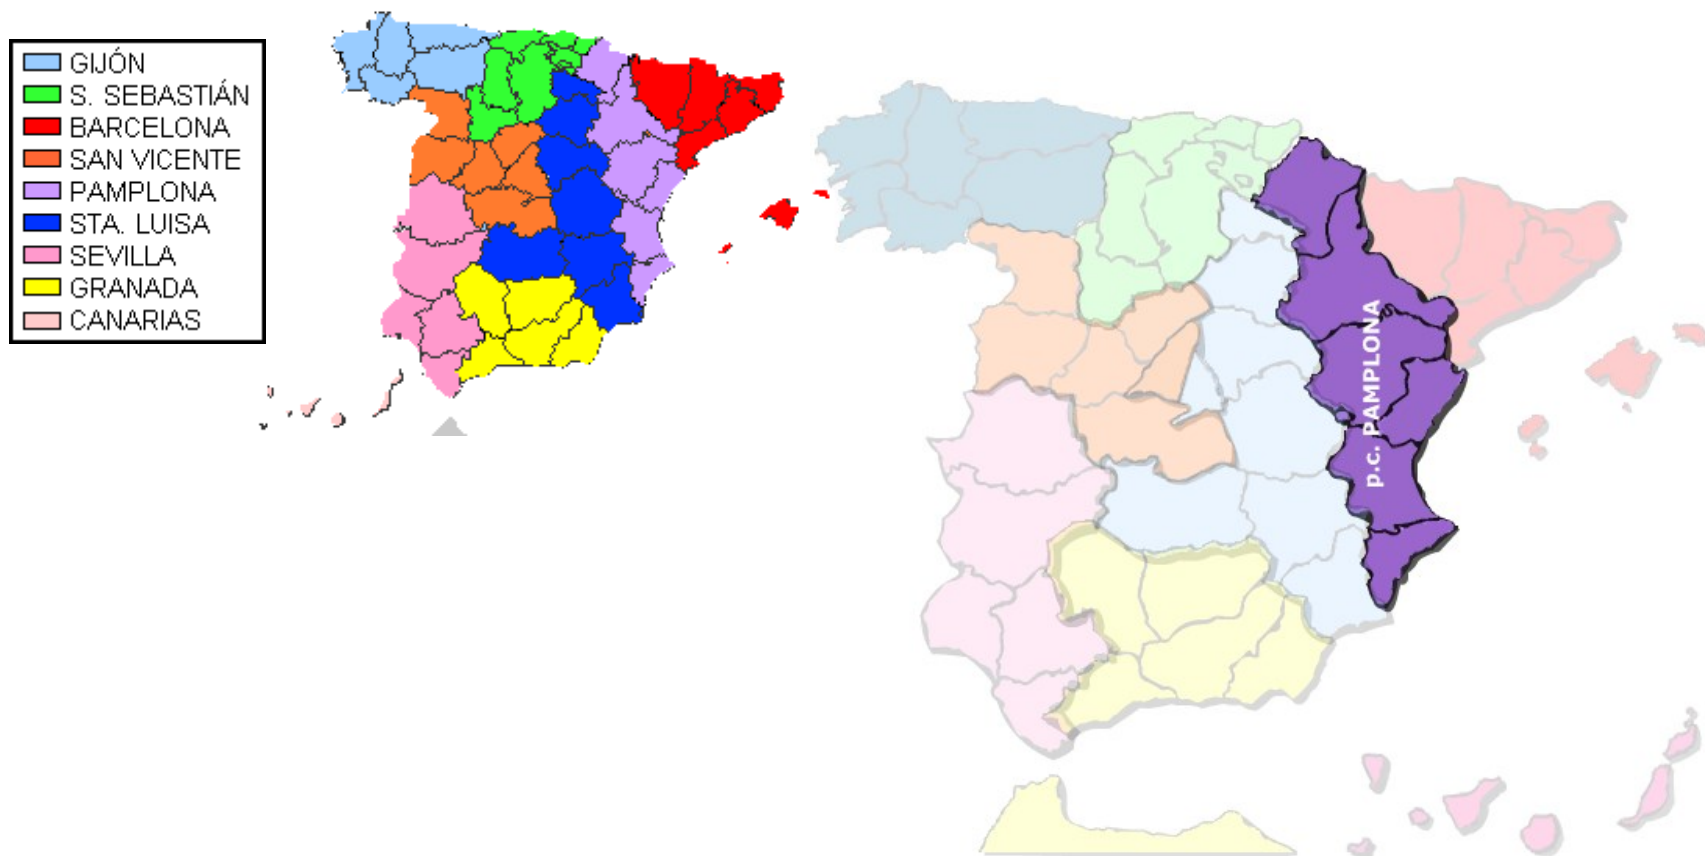 GIJÓN
S. SEBASTIÁN
BARCELONA
SAN VICENTE
PAMPLONA
STA. LUISA
SEVILLA
GRANADA
CANARIAS
p.c. PAMPLONA